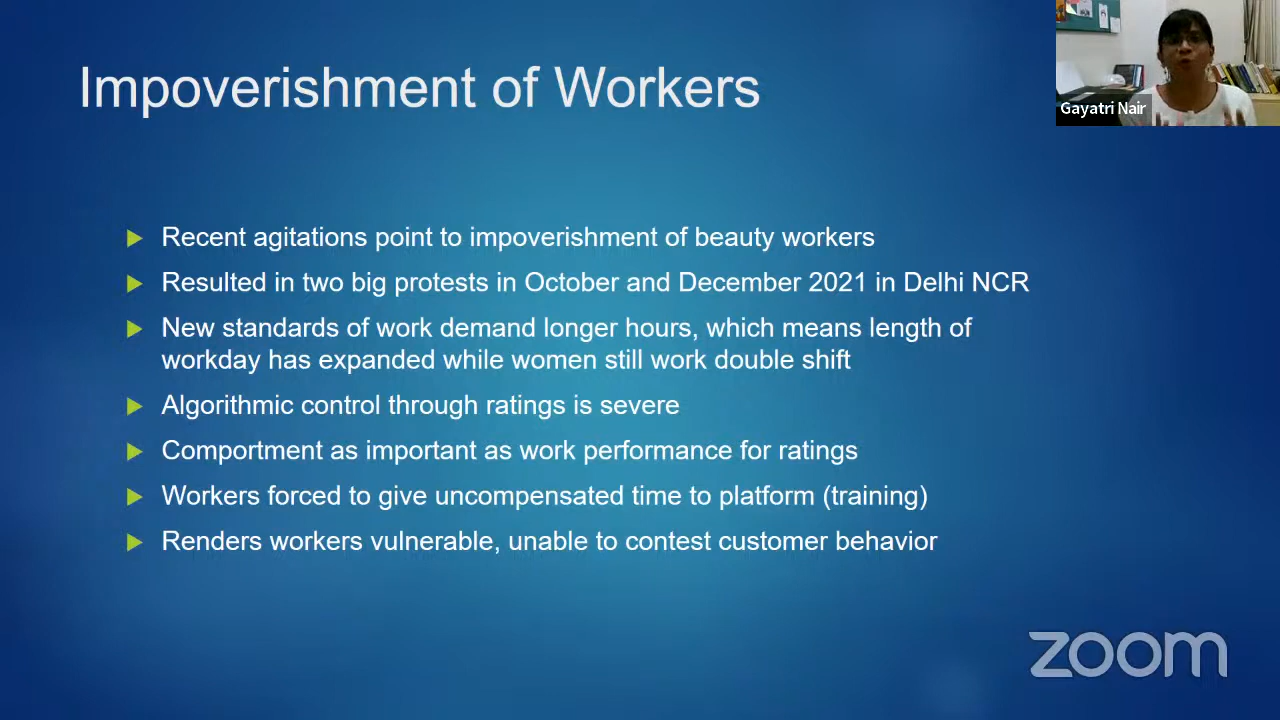 Impoverishment of Workers
Gayatri Nair
Recent agitations point to impoverishment of beauty workers
Resulted in two big protests in October and December 2021 in Delhi NCR
New standards of work demand longer hours, which means length of
workday has expanded while women still work double shift
Algorithmic control through ratings is severe
Comportment as important as work performance for ratings
Workers forced to give uncompensated time to platform (training)
Renders workers vulnerable, unable to contest customer behavior
zoom